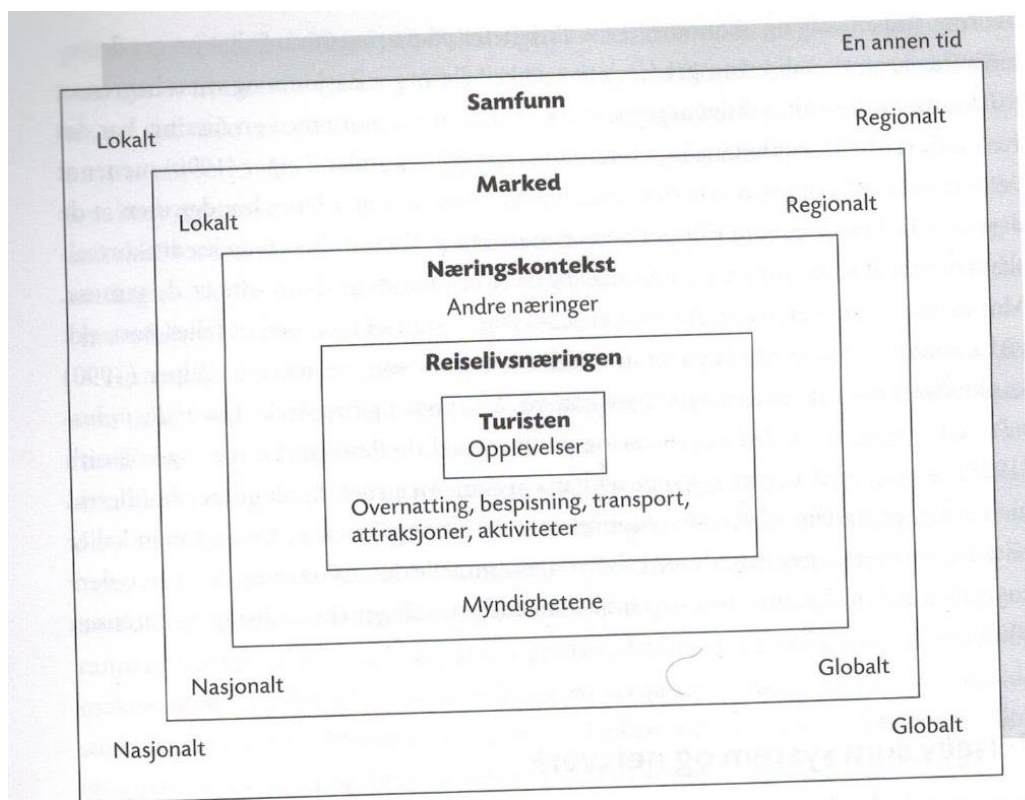 En annen tid
Samfunn
Lokalt
Regionalt
Marked
Lokalt
Regionalt
Næringskontekst
Andre næringer
Reiselivsnæringen
Turisten
Opplevelser
Overnatting, bespisning, transport,
attraksjoner, aktiviteter
Myndighetene
Nasjonalt
Globalt
Nasjonalt
Globalt